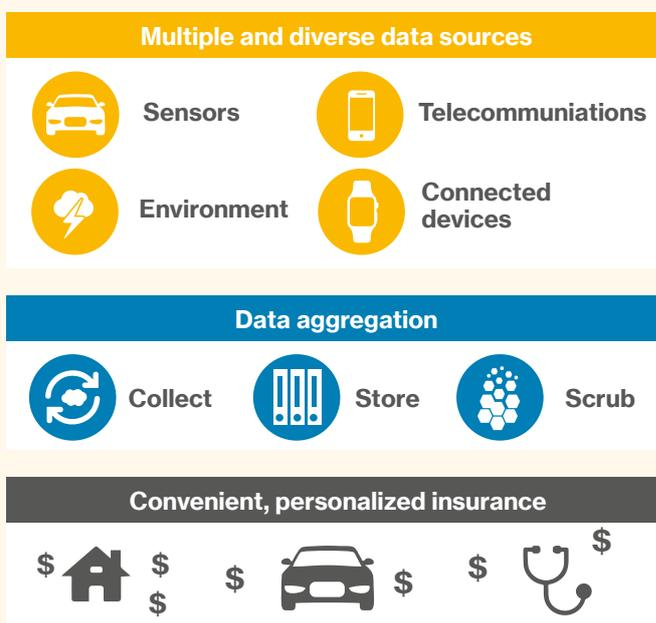 Multiple and diverse data sources
Sensors
Telecommuniations
Environment
Connected
devices
Data aggregation
Collect
Store
Scrub
Convenient, personalized insurance
$ $ $ $ $ $ $